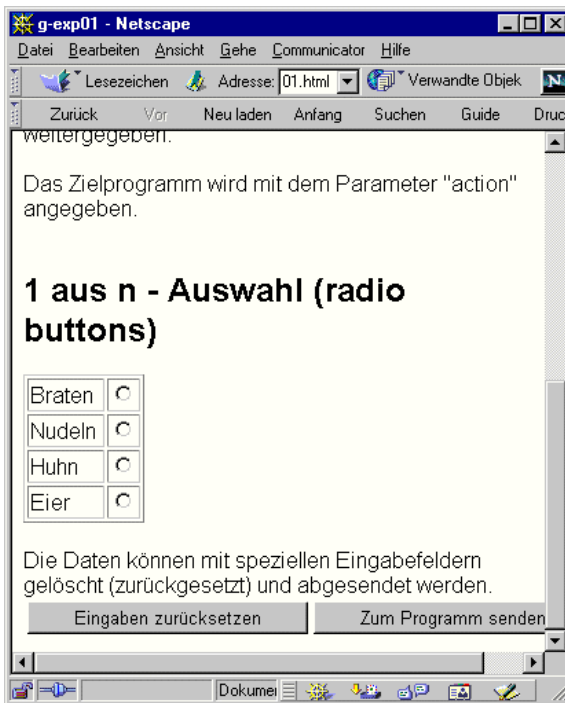 g-exp01 - Netscape
Datei Bearbeiten Ansicht Gehe Communicator Hilfe
Lesezeichen Adresse: 01.html Verwandte Objek N
Zurück Vor Neu laden Anfang Suchen Guide Druc
weitergegeben.
Das Zielprogramm wird mit dem Parameter "action"
angegeben.
1 aus n - Auswahl (radio
buttons)
Braten
Nudeln
Huhn
Eier
Die Daten können mit speziellen Eingabefeldern
gelöscht (zurückgesetzt) und abgesendet werden.
Eingaben zurücksetzen Zum Programm senden
Dokumei